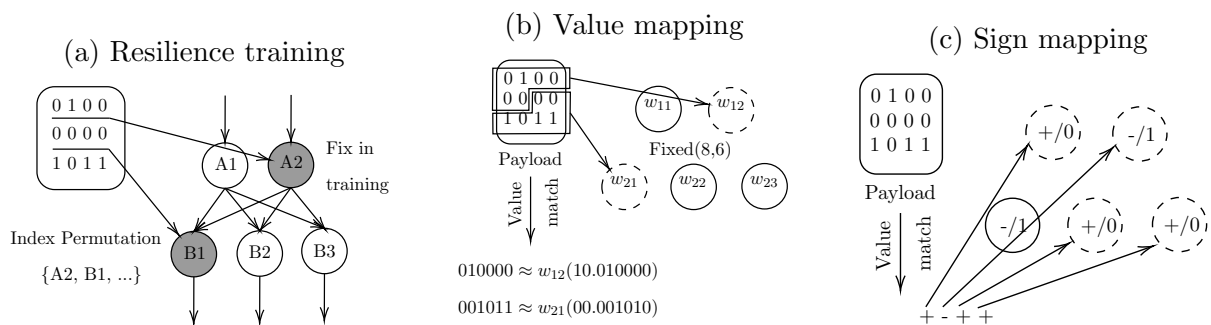 (a) Resilience training
0 1 0 0
0 0 0 0
1 0 1 1
A1
A2
Fix in
training
Index Permutation
{A2, B1, ...}
B1
B2
B3
(b) Value mapping
0 1 0 0
0 0 0 0
1 0 1 1
Payload
Value
match
w11
w12
Fixed(8,6)
w21
w22
w23
010000 ≈ w12(10.010000)
001011 ≈ w21(00.001010)
(c) Sign mapping
0 1 0 0
0 0 0 0
1 0 1 1
Payload
Value
match
+/0
-/1
-/1
+/0
+/0
+ - + +